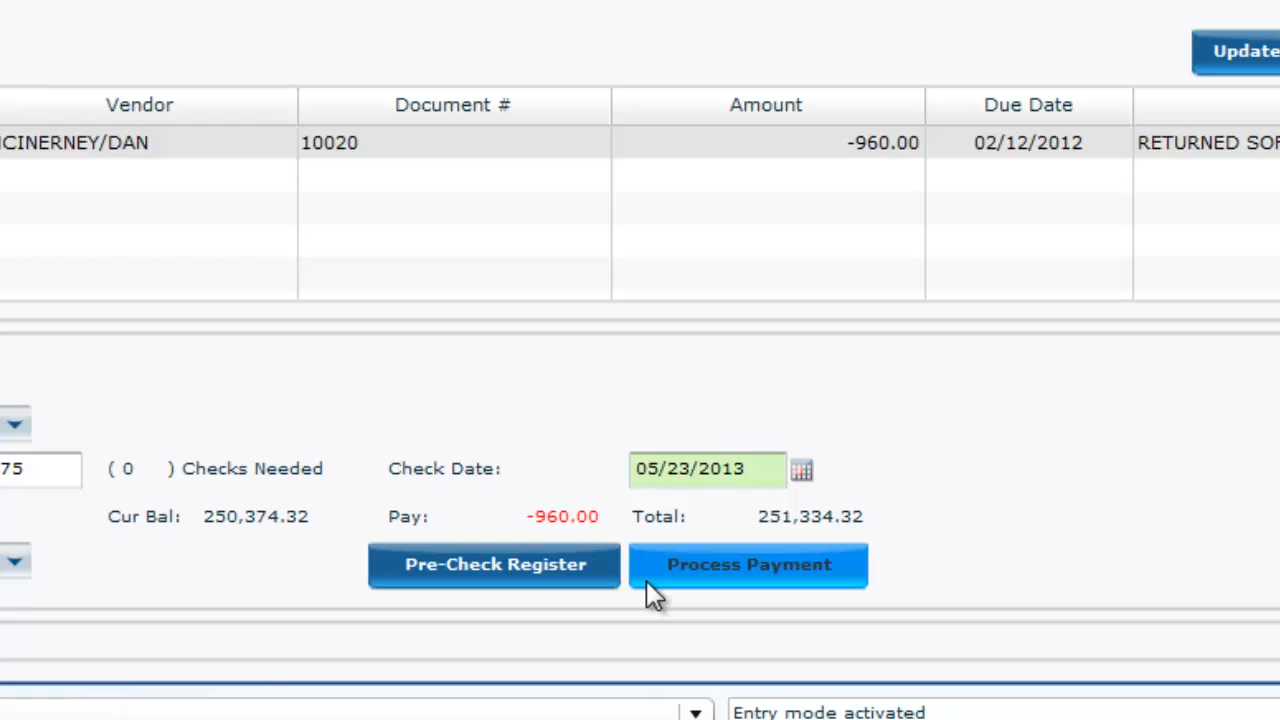 Update
Vendor Document # Amount Due Date
CINERNEY/DAN 10020 -960.00 02/12/2012 RETURNED SOF
75 ( 0 ) Checks Needed Check Date: 05/23/2013
Cur Bal: 250,374.32 Pay: -960.00 Total: 251,334.32
Pre-Check Register Process Payment
Entry mode activated